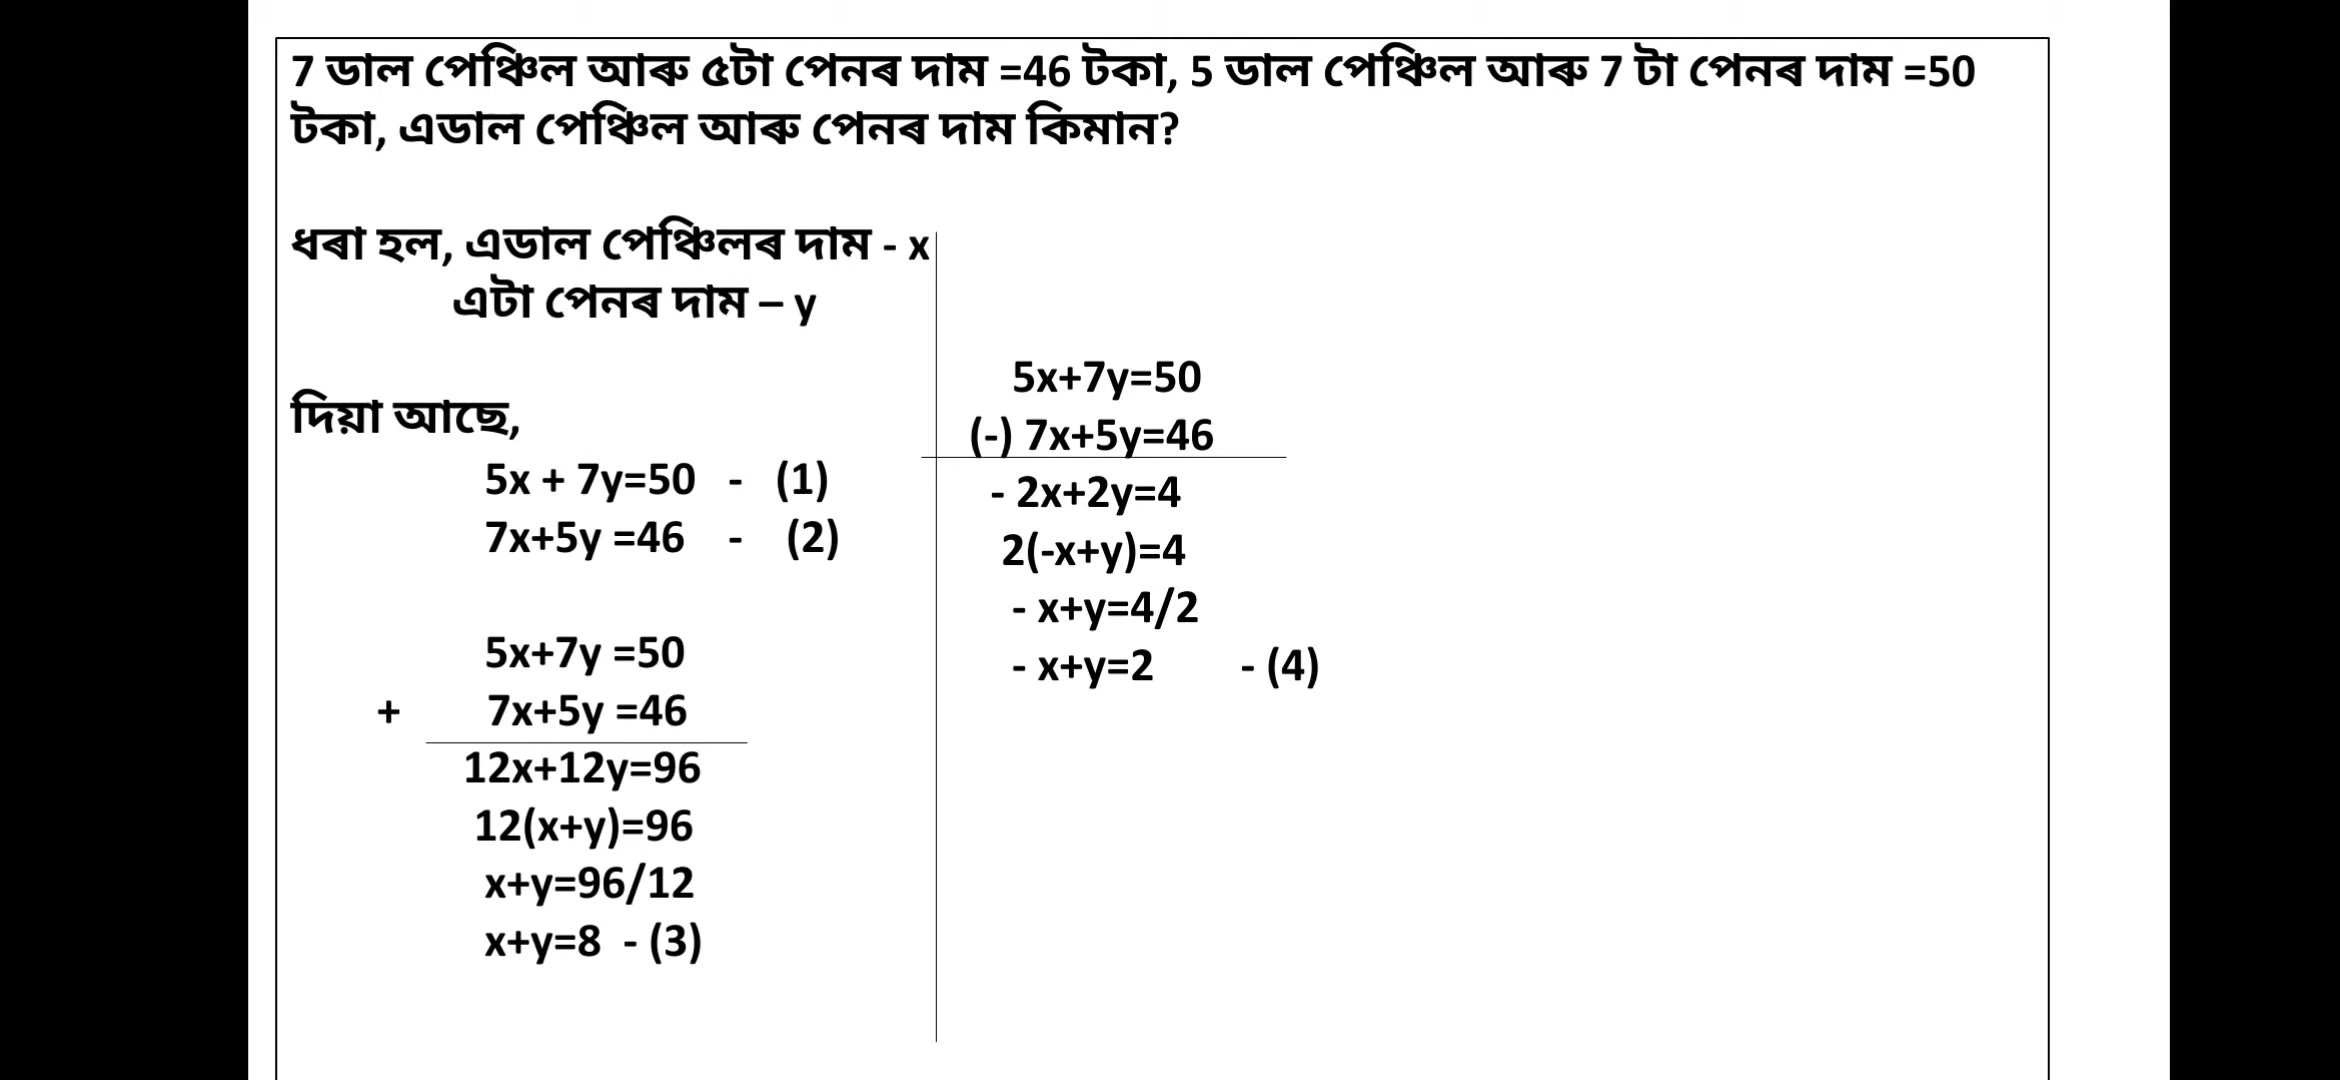 7 ডাল পেঞ্চিল আৰু ৫টা পেনৰ দাম =46 টকা, 5 ডাল পেঞ্চিল আৰু 7 টা পেনৰ দাম =50
টকা, এডাল পেঞ্চিল আৰু পেনৰ দাম কিমান?
ধৰা হল, এডাল পেঞ্চিলৰ দাম - x
এটা পেনৰ দাম – y
দিয়া আছে,
5x + 7y=50 - (1)
7x+5y =46 - (2)
5x+7y =50
+ 7x+5y =46
12x+12y=96
12(x+y)=96
x+y=96/12
x+y=8 - (3)
5x+7y=50
(-) 7x+5y=46
- 2x+2y=4
2(-x+y)=4
- x+y=4/2
- x+y=2 - (4)